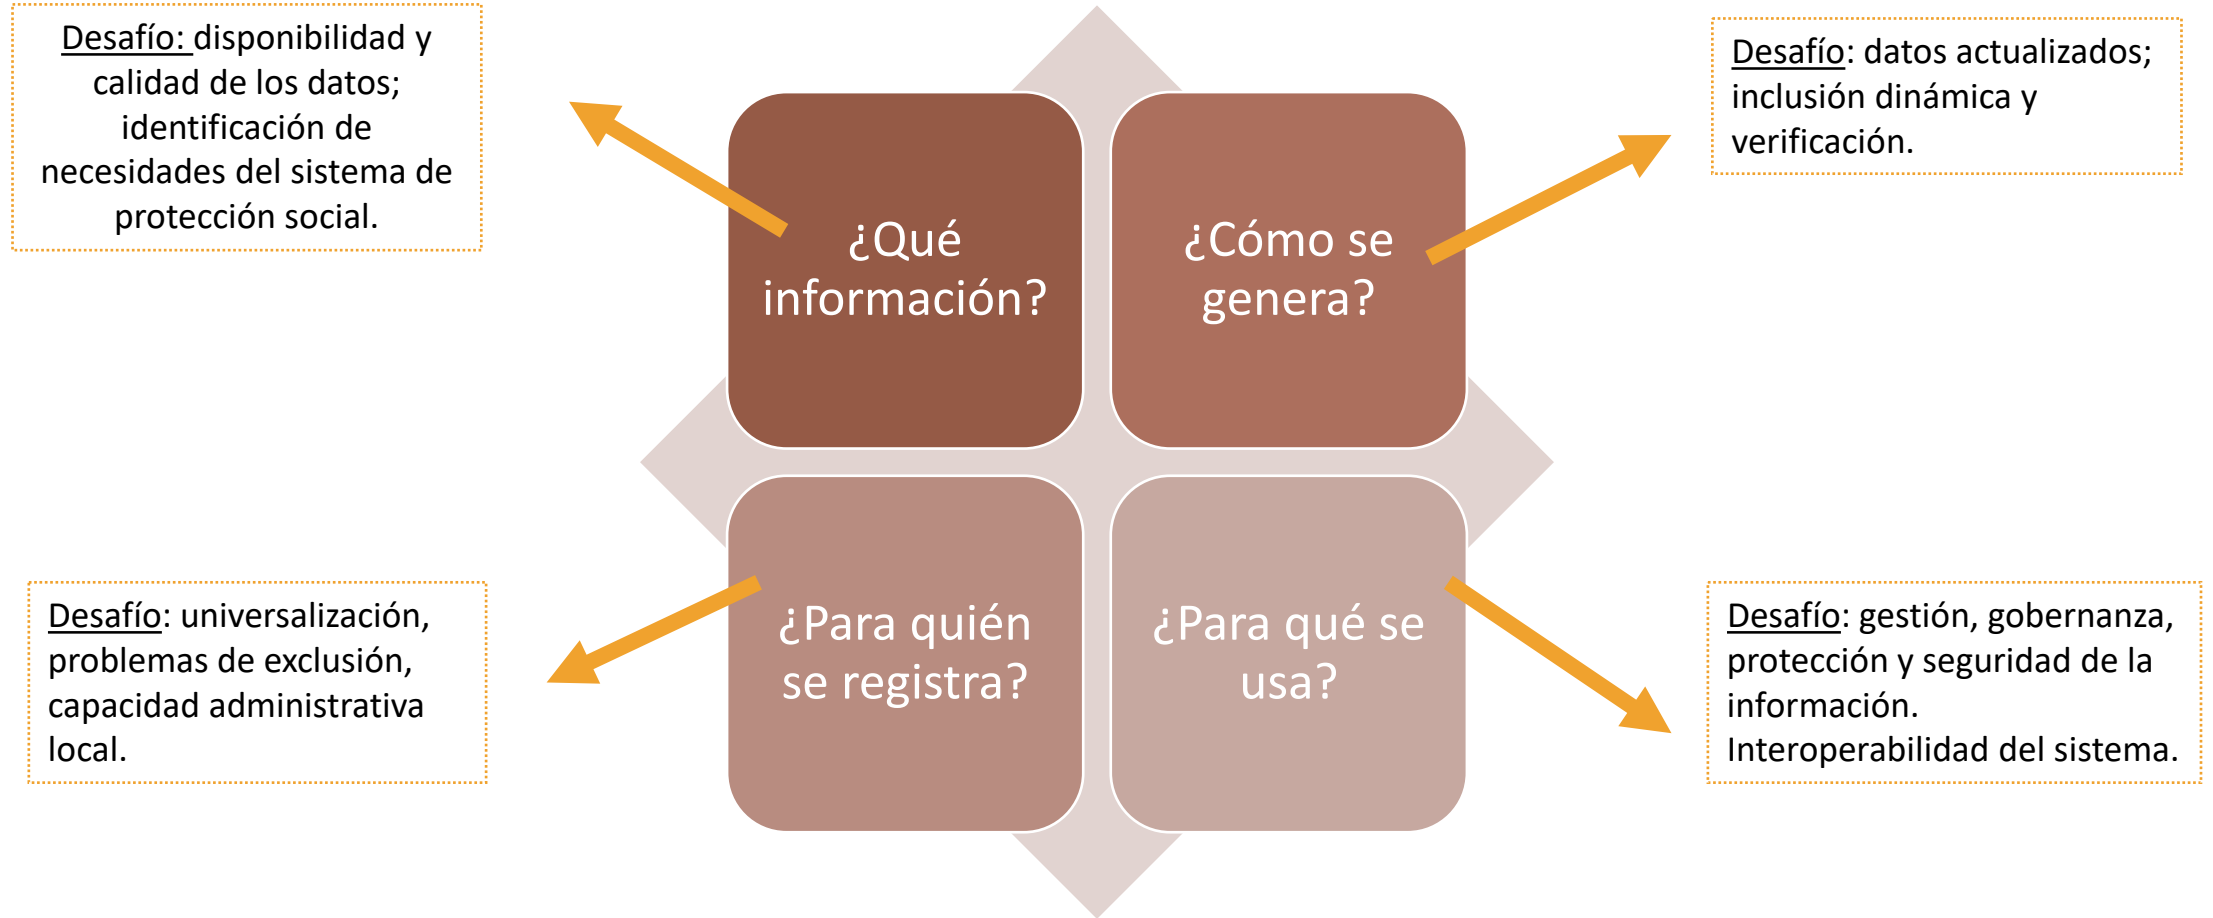 Desafío: disponibilidad y
calidad de los datos;
identificación de
necesidades del sistema de
protección social.
¿Qué
información?
¿Cómo se
genera?
Desafío: datos actualizados;
inclusión dinámica y
verificación.
Desafío: universalización,
problemas de exclusión,
capacidad administrativa
local.
¿Para quién
se registra?
¿Para qué se
usa?
Desafío: gestión, gobernanza,
protección y seguridad de la
información.
Interoperabilidad del sistema.